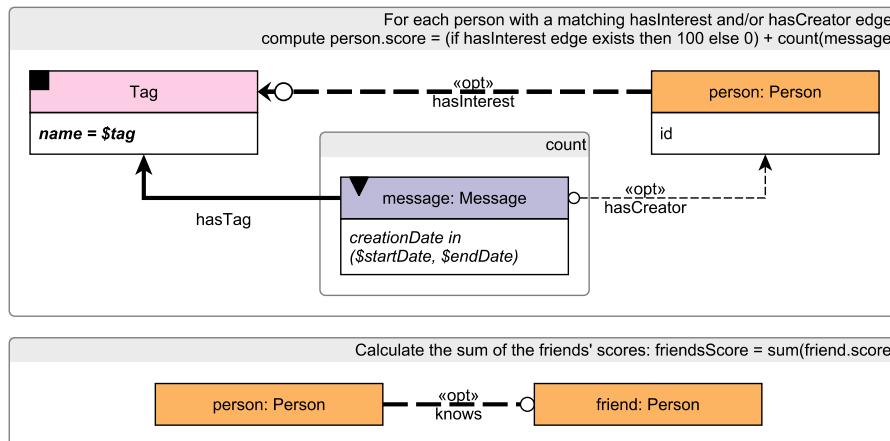 For each person with a matching hasInterest and/or hasCreator edge
compute person.score = (if hasInterest edge exists then 100 else 0) + count(message
Tag
«opt»
hasInterest
person: Person
name = $tag
id
count
message: Message
«opt»
hasCreator
hasTag
creationDate in
($startDate, $endDate)
Calculate the sum of the friends' scores: friendsScore = sum(friend.score
person: Person
«opt»
knows
friend: Person